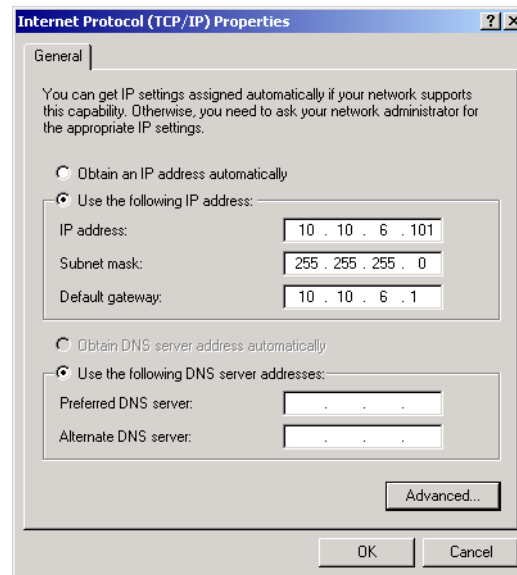 Internet Protocol (TCP/IP) Properties
General
You can get IP settings assigned automatically if your network supports
this capability. Otherwise, you need to ask your network administrator for
the appropriate IP settings.
Obtain an IP address automatically
Use the following IP address:
IP address: 10 . 10 . 6 . 101
Subnet mask: 255 . 255 . 255 . 0
Default gateway: 10 . 10 . 6 . 1
Obtain DNS server address automatically
Use the following DNS server addresses:
Preferred DNS server: . . .
Alternate DNS server: . . .
Advanced...
OK Cancel